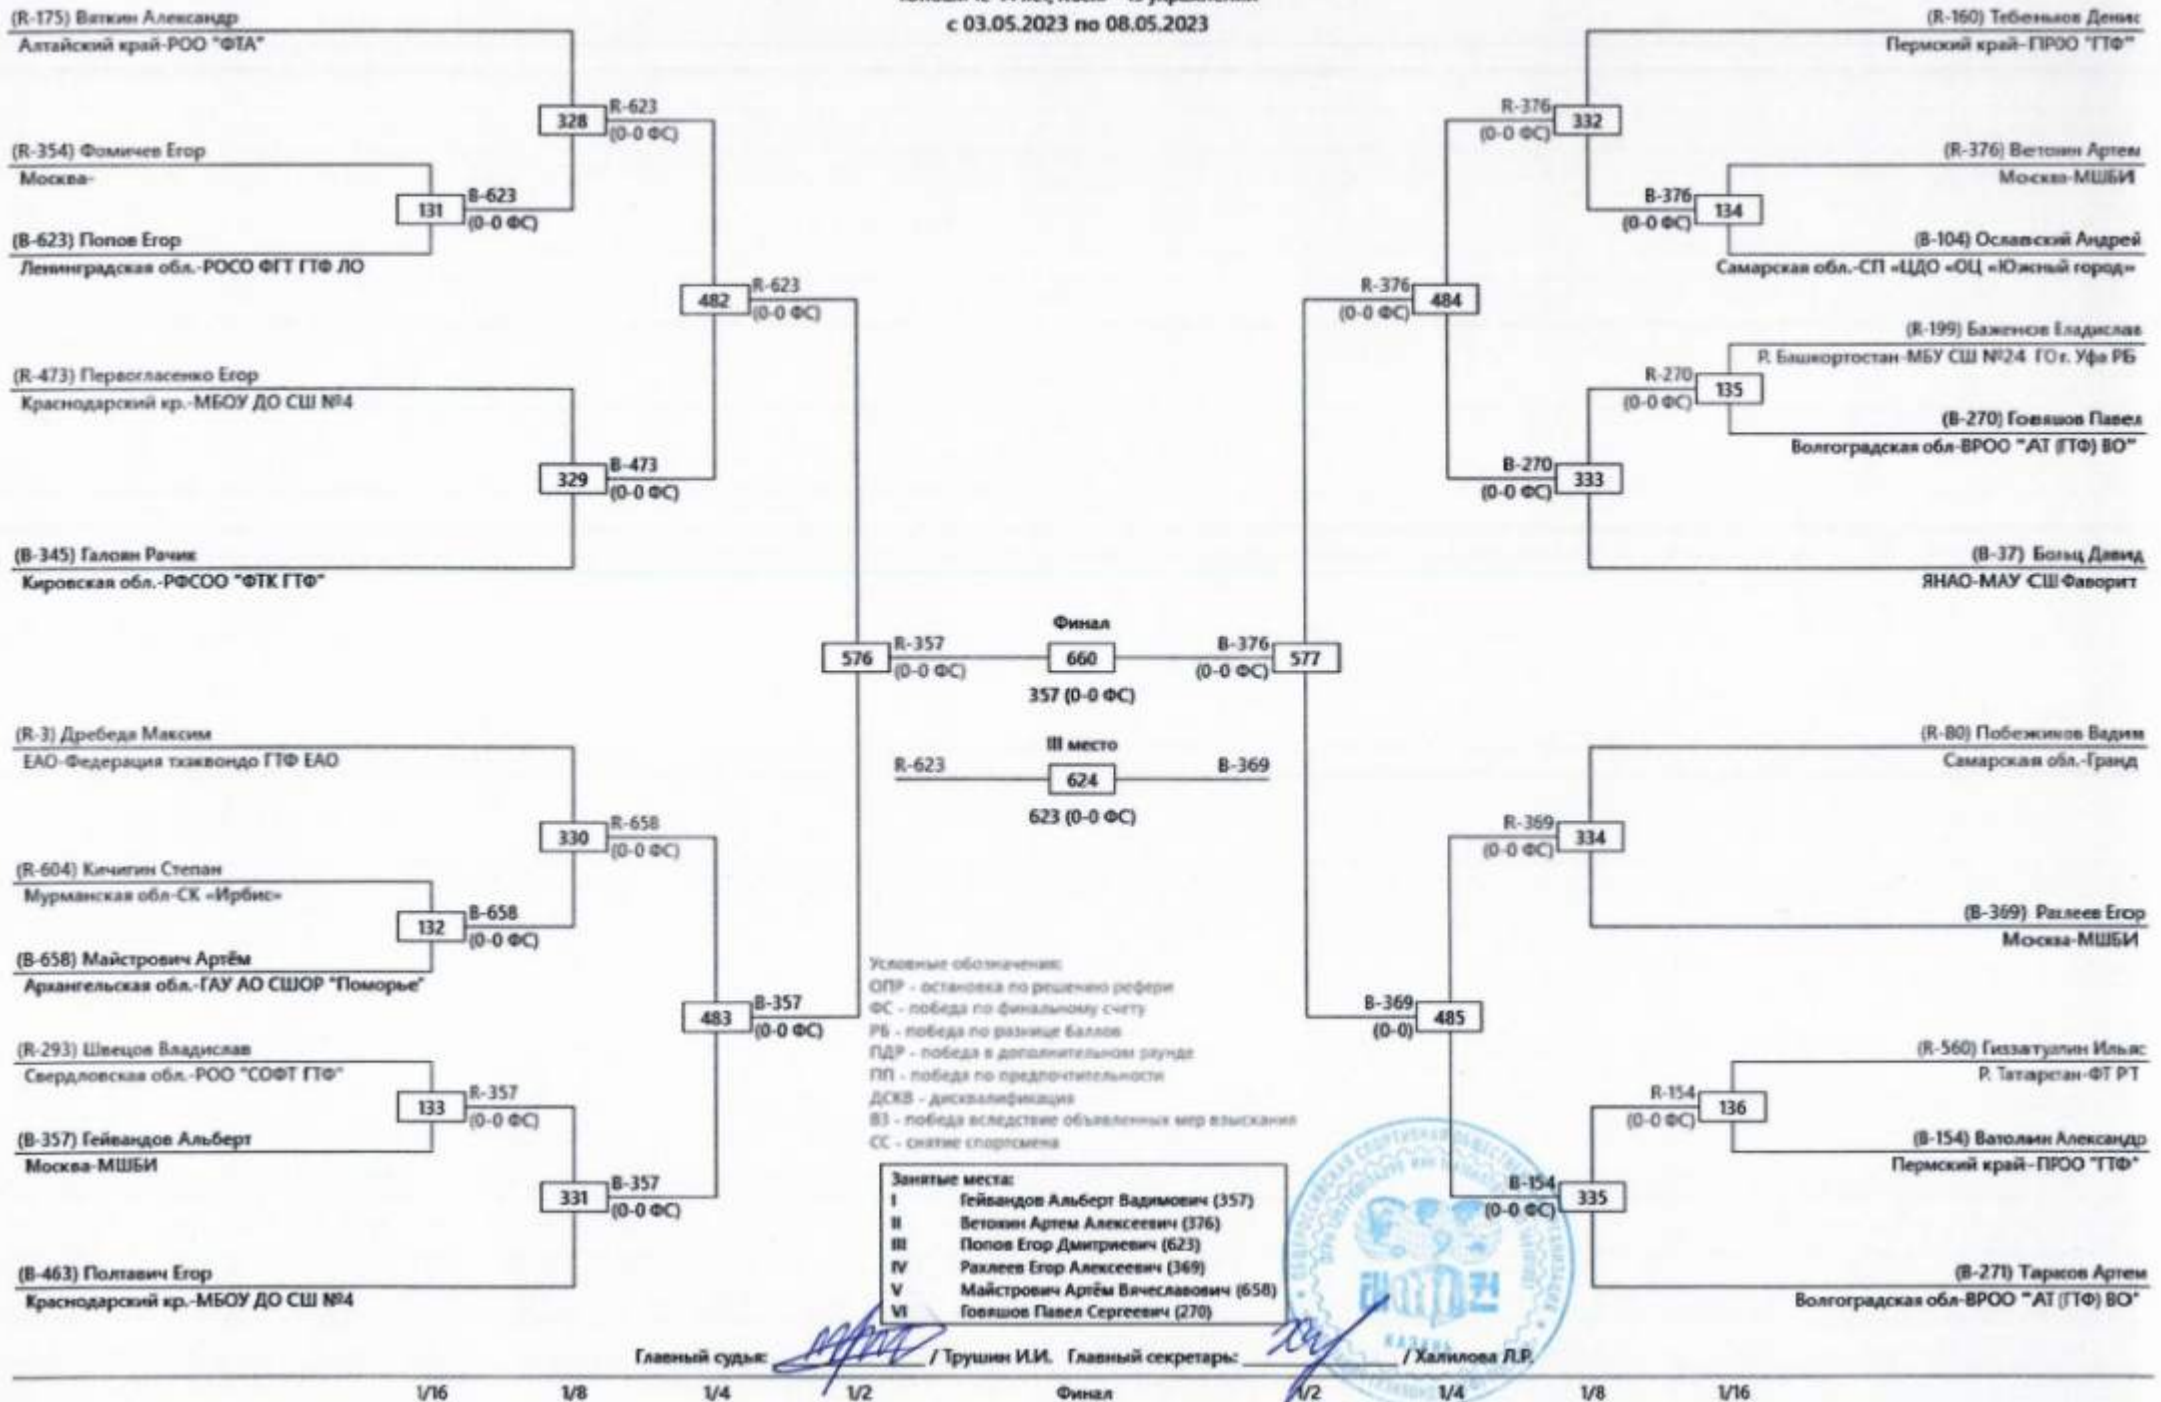 с 03.05.2023 по 08.05.2023
(R-175) Вяткин Александр
Алтайский край-РОО "ФТА"
328
R-623
(0-0 ФС)
(R-354) Фомичев Егор
Москва-
131
B-623
(0-0 ФС)
(B-623) Попов Егор
Ленинградская обл.-РОСО ФГТ ГТФ ЛО
482
R-623
(0-0 ФС)
(R-473) Первогласенко Егор
Краснодарский кр.-МБОУ ДО СШ №4
329
B-473
(0-0 ФС)
(B-345) Галоян Рачик
Кировская обл.-РФСОО "ФТК ГТФ"
576
R-357
(0-0 ФС)
(R-3) Дребедя Максим
ЕАО-Федерация тхэквондо ГТФ ЕАО
330
R-658
(0-0 ФС)
(R-604) Кичигин Степан
Мурманская обл-СК «Ирбис»
132
B-658
(0-0 ФС)
(B-658) Майстрович Артём
Архангельская обл.-ГАУ АО СШОР "Поморье"
483
B-357
(0-0 ФС)
(R-293) Швецов Владислав
Свердловская обл.-РОО "СОФТ ГТФ"
133
R-357
(0-0 ФС)
(B-357) Гейвандов Альберт
Москва-МШБИ
331
B-357
(0-0 ФС)
(B-463) Полтавич Егор
Краснодарский кр.-МБОУ ДО СШ №4
Финал
660
357 (0-0 ФС)
III место
R-623
624
B-369
623 (0-0 ФС)
(R-160) Тебеньков Денис
Пермский край-ПРОО "ГТФ"
R-376
(0-0 ФС)
332
(R-376) Ветохин Артем
Москва-МШБИ
B-376
(0-0 ФС)
134
(B-104) Ославский Андрей
Самарская обл.-СП «ЦДО «ОЦ «Южный город»
R-376
(0-0 ФС)
484
(R-199) Баженов Владислав
Р. Башкортостан-МБУ СШ №24 ГО г. Уфа РБ
R-270
(0-0 ФС)
135
(B-270) Говяшов Павел
Волгоградская обл-ВРОО "АТ (ГТФ) ВО"
B-270
(0-0 ФС)
333
(B-37) Больц Давид
ЯНАО-МАУ СШ Фаворит
B-376
(0-0 ФС)
577
(R-80) Побежимов Вадим
Самарская обл.-Гранд
R-369
(0-0 ФС)
334
(B-369) Рахлеев Егор
Москва-МШБИ
B-369
(0-0)
485
(R-560) Гиззатуллин Ильяс
Р. Татарстан-ФТ РТ
R-154
(0-0 ФС)
136
(B-154) Ватолин Александр
Пермский край-ПРОО "ГТФ"
B-154
(0-0 ФС)
335
(B-271) Тарасов Артем
Волгоградская обл-ВРОО "АТ (ГТФ) ВО"
Условные обозначения:
ОПР - остановка по решению рефери
ФС - победа по финальному счету
РБ - победа по разнице баллов
ПДР - победа в дополнительном раунде
ПП - победа по предпочтительности
ДСКВ - дисквалификация
ВЗ - победа вследствие объявленных мер взыскания
СС - снятие спортсмена
Занятые места:
I Гейвандов Альберт Вадимович (357)
II Ветохин Артем Алексеевич (376)
III Попов Егор Дмитриевич (623)
IV Рахлеев Егор Алексеевич (369)
V Майстрович Артём Вячеславович (658)
VI Говяшов Павел Сергеевич (270)
Главный судья: / Трушин И.И. Главный секретарь: / Халилова Л.Р.
1/16 1/8 1/4 1/2 Финал 1/2 1/4 1/8 1/16